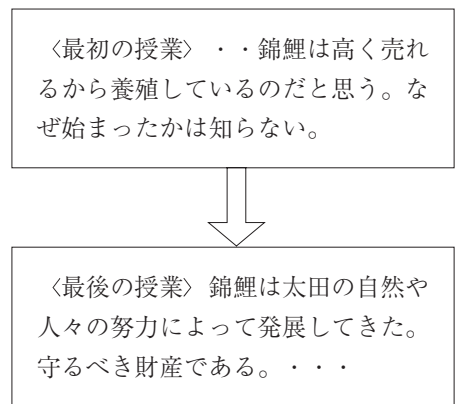 〈最初の授業〉・・錦鯉は高く売れ
るから養殖しているのだと思う。な
ぜ始まったかは知らない。
〈最後の授業〉錦鯉は太田の自然や
人々の努力によって発展してきた。
守るべき財産である。・・・